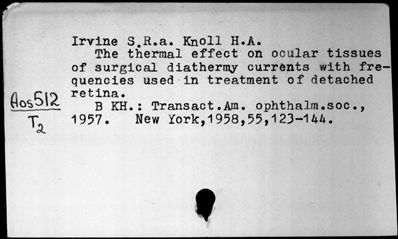 Irvine S.R.a. Knoll H.A.
The thermal effect on ocular tissues
of surgical diathermy currents with fre-
quencies used in treatment of detached
retina.
Aos512
T2
B KH.: Transact.Am. ophthalm.soc.,
1957. New York,1958,55,123-144.